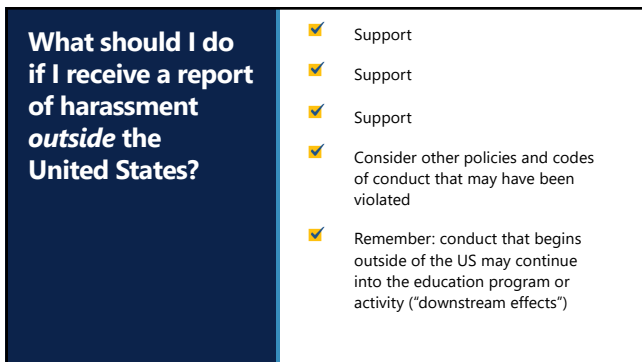 What should I do
if I receive a report
of harassment
outside the
United States?
Support
Support
Support
Consider other policies and codes
of conduct that may have been
violated
Remember: conduct that begins
outside of the US may continue
into the education program or
activity (“downstream effects”)